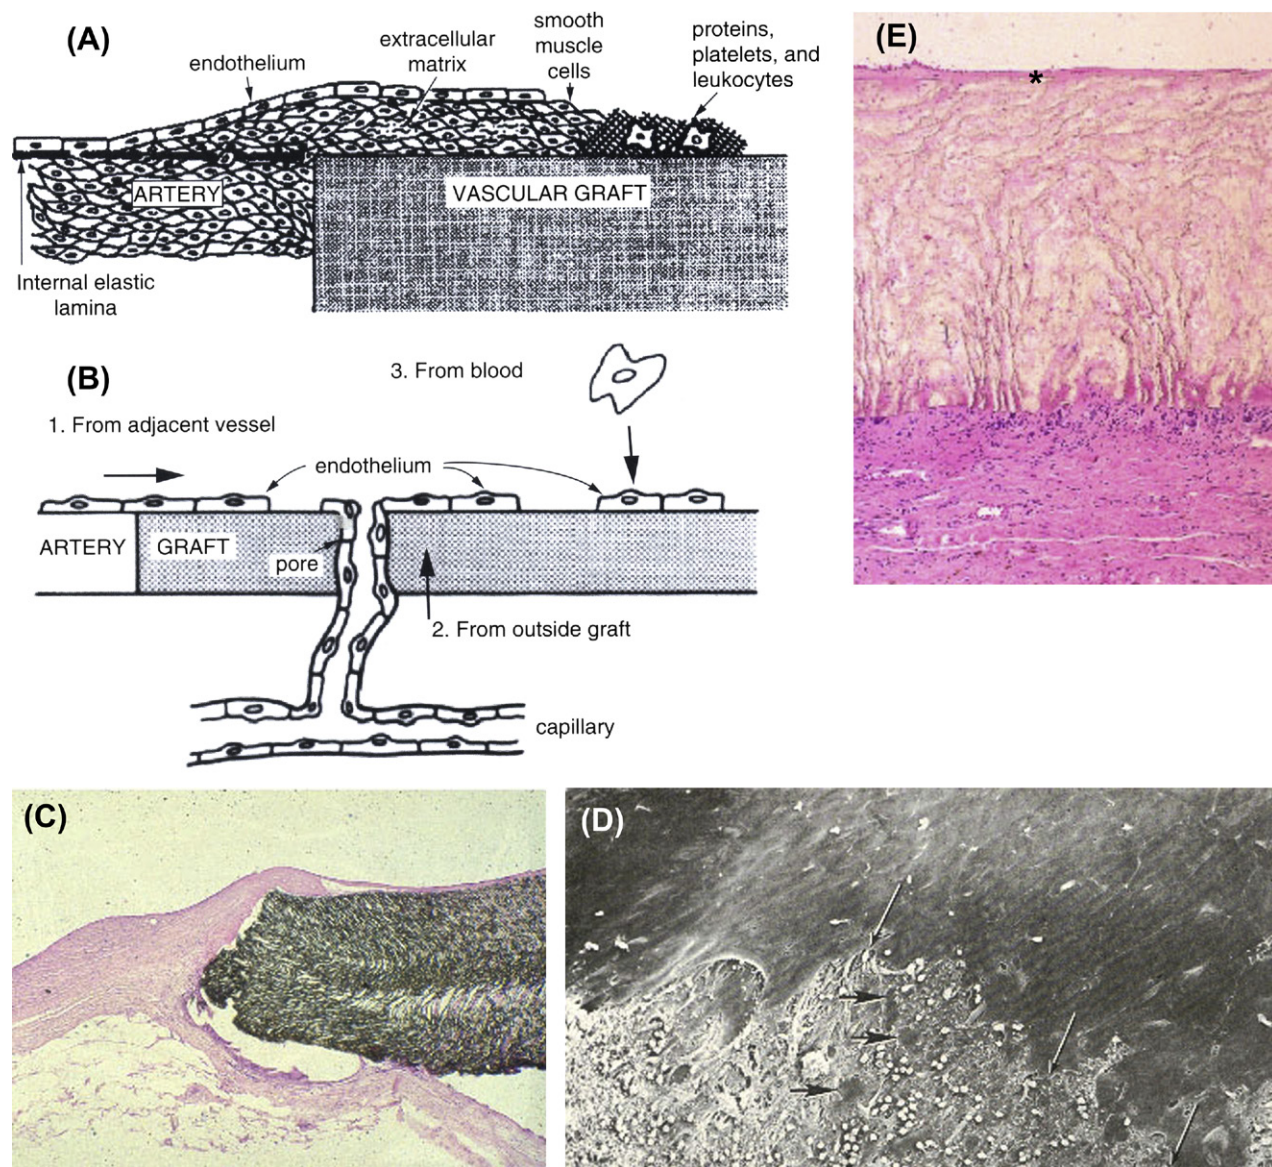 (A)
endothelium
extracellular
matrix
smooth
muscle
cells
proteins,
platelets, and
leukocytes
ARTERY
VASCULAR GRAFT
Internal elastic
lamina
(B)
3. From blood
1. From adjacent vessel
endothelium
ARTERY
GRAFT
pore
2. From outside graft
capillary
(E)
*
(C)
(D)